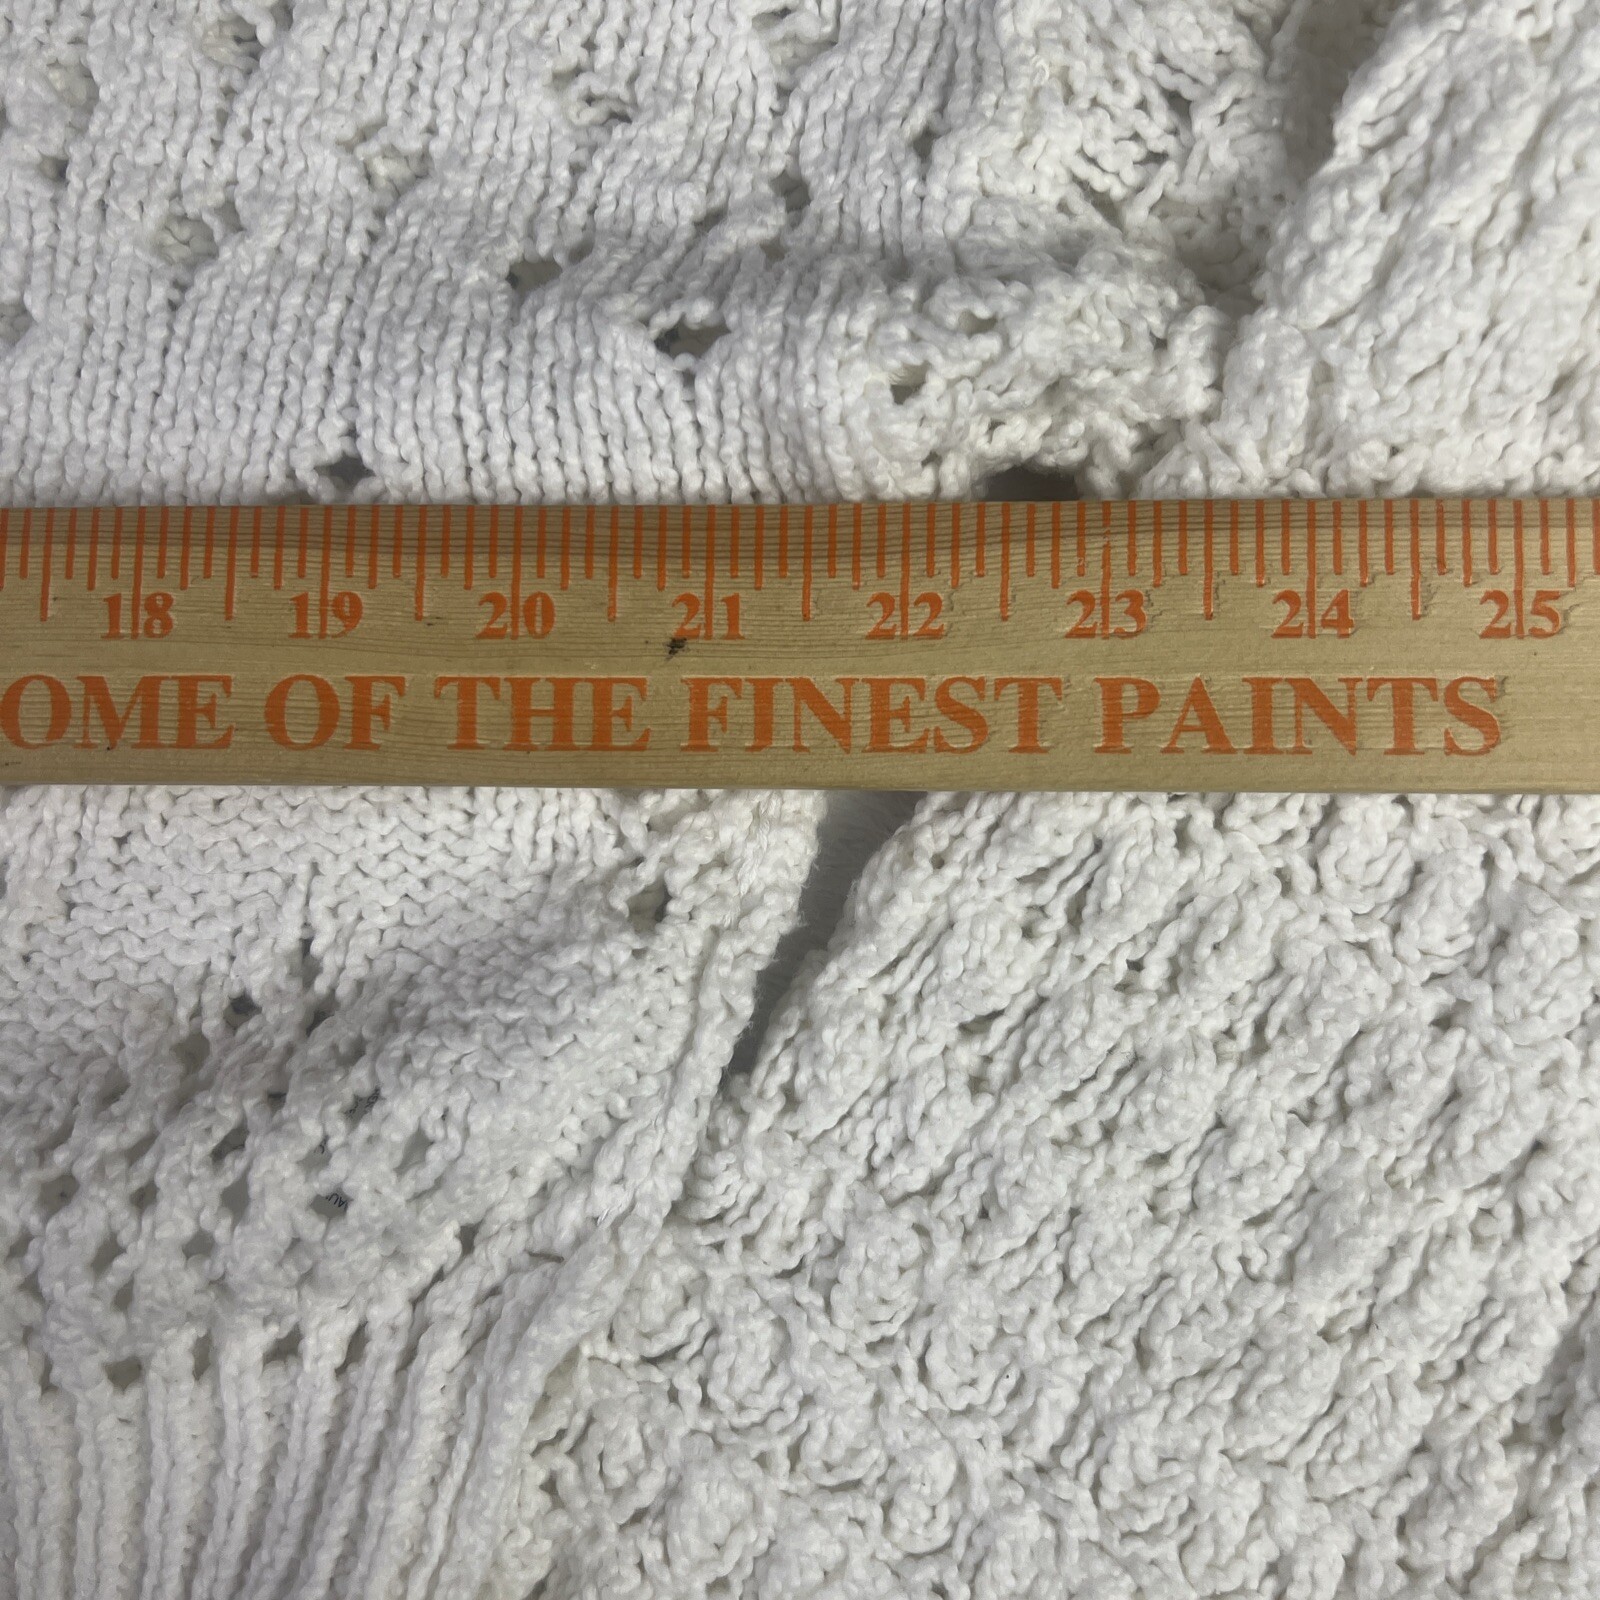 18 19 20 21 22 23 24 25
OME OF THE FINEST PAINTS